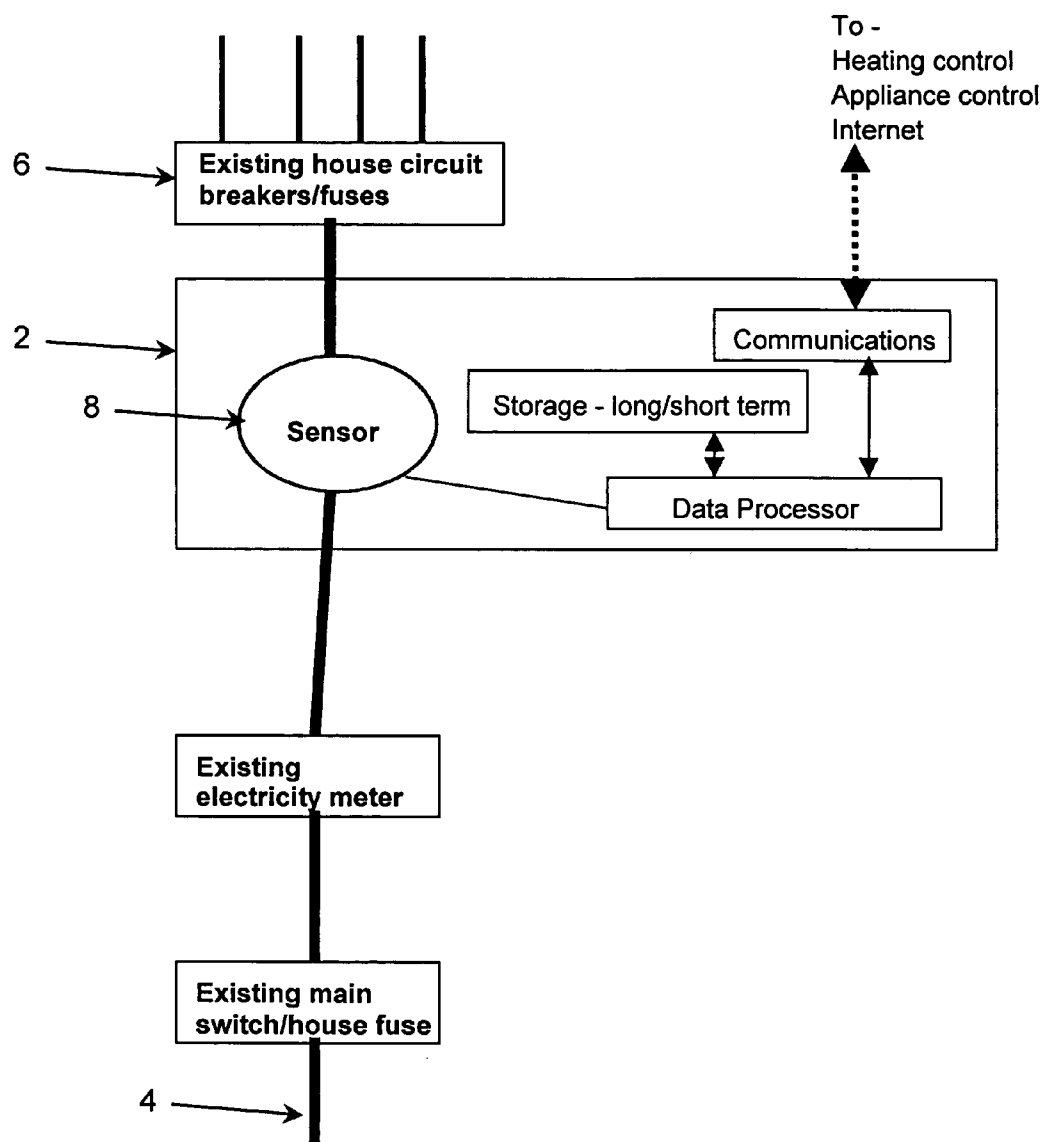 To -
Heating control
Appliance control
Internet
6
Existing house circuit
breakers/fuses
2
Communications
8
Sensor
Storage - long/short term
Data Processor
Existing
electricity meter
Existing main
switch/house fuse
4